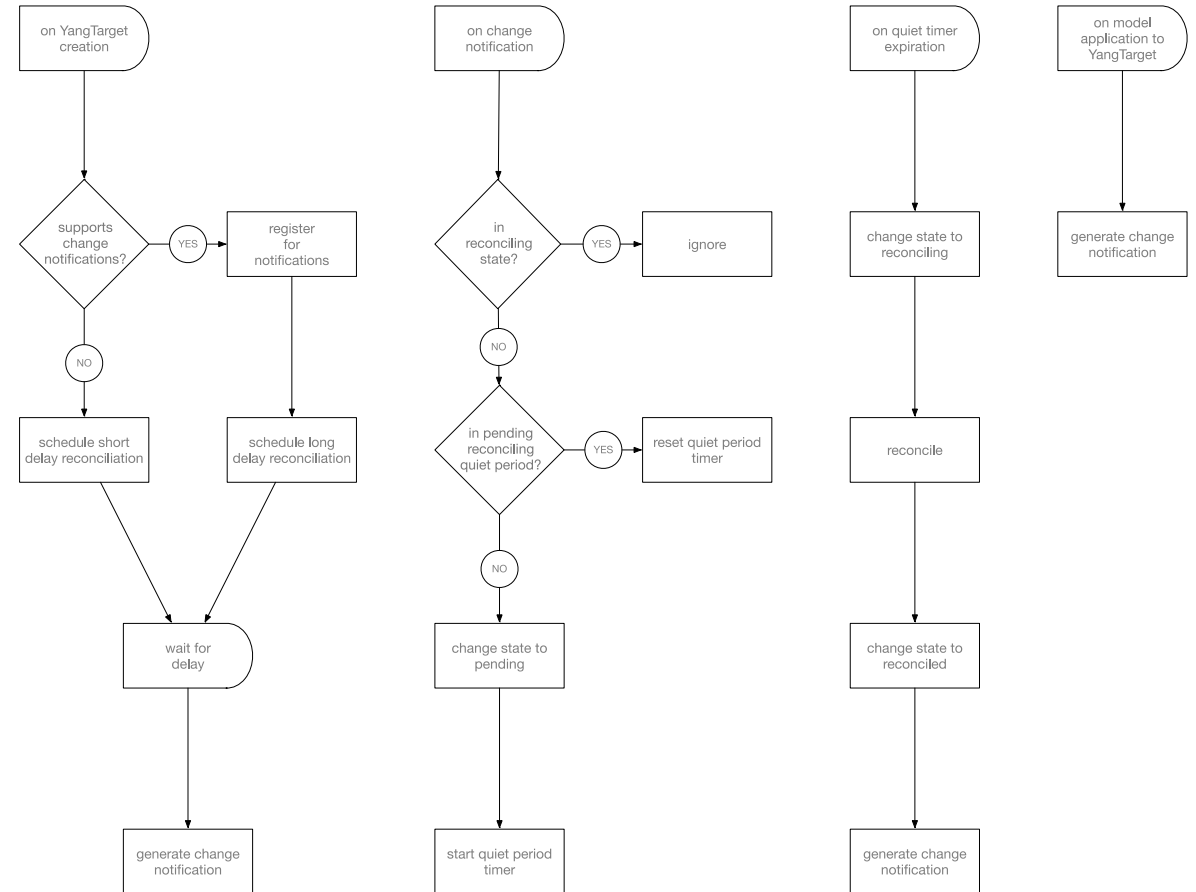 on YangTarget
creation
supports
change
notifications?
YES
register
for
notifications
NO
schedule short
delay reconciliation
schedule long
delay reconciliation
wait for
delay
generate change
notification
on change
notification
in
reconciling
state?
YES
ignore
NO
in pending
reconciling
quiet period?
YES
reset quiet period
timer
NO
change state to
pending
start quiet period
timer
on quiet timer
expiration
change state to
reconciling
reconcile
change state to
reconciled
generate change
notification
on model
application to
YangTarget
generate change
notification